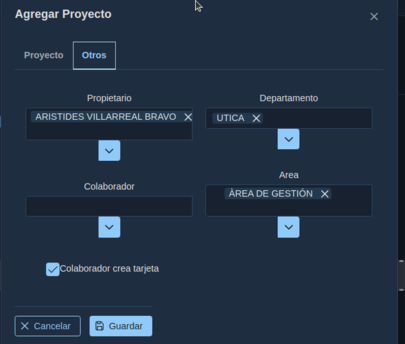 Agregar Proyecto
Proyecto
Otros
Propietario
ARISTIDES VILLARREAL BRAVO
Departamento
UTICA
Colaborador
Area
ÁREA DE GESTIÓN
Colaborador crea tarjeta
Cancelar
Guardar